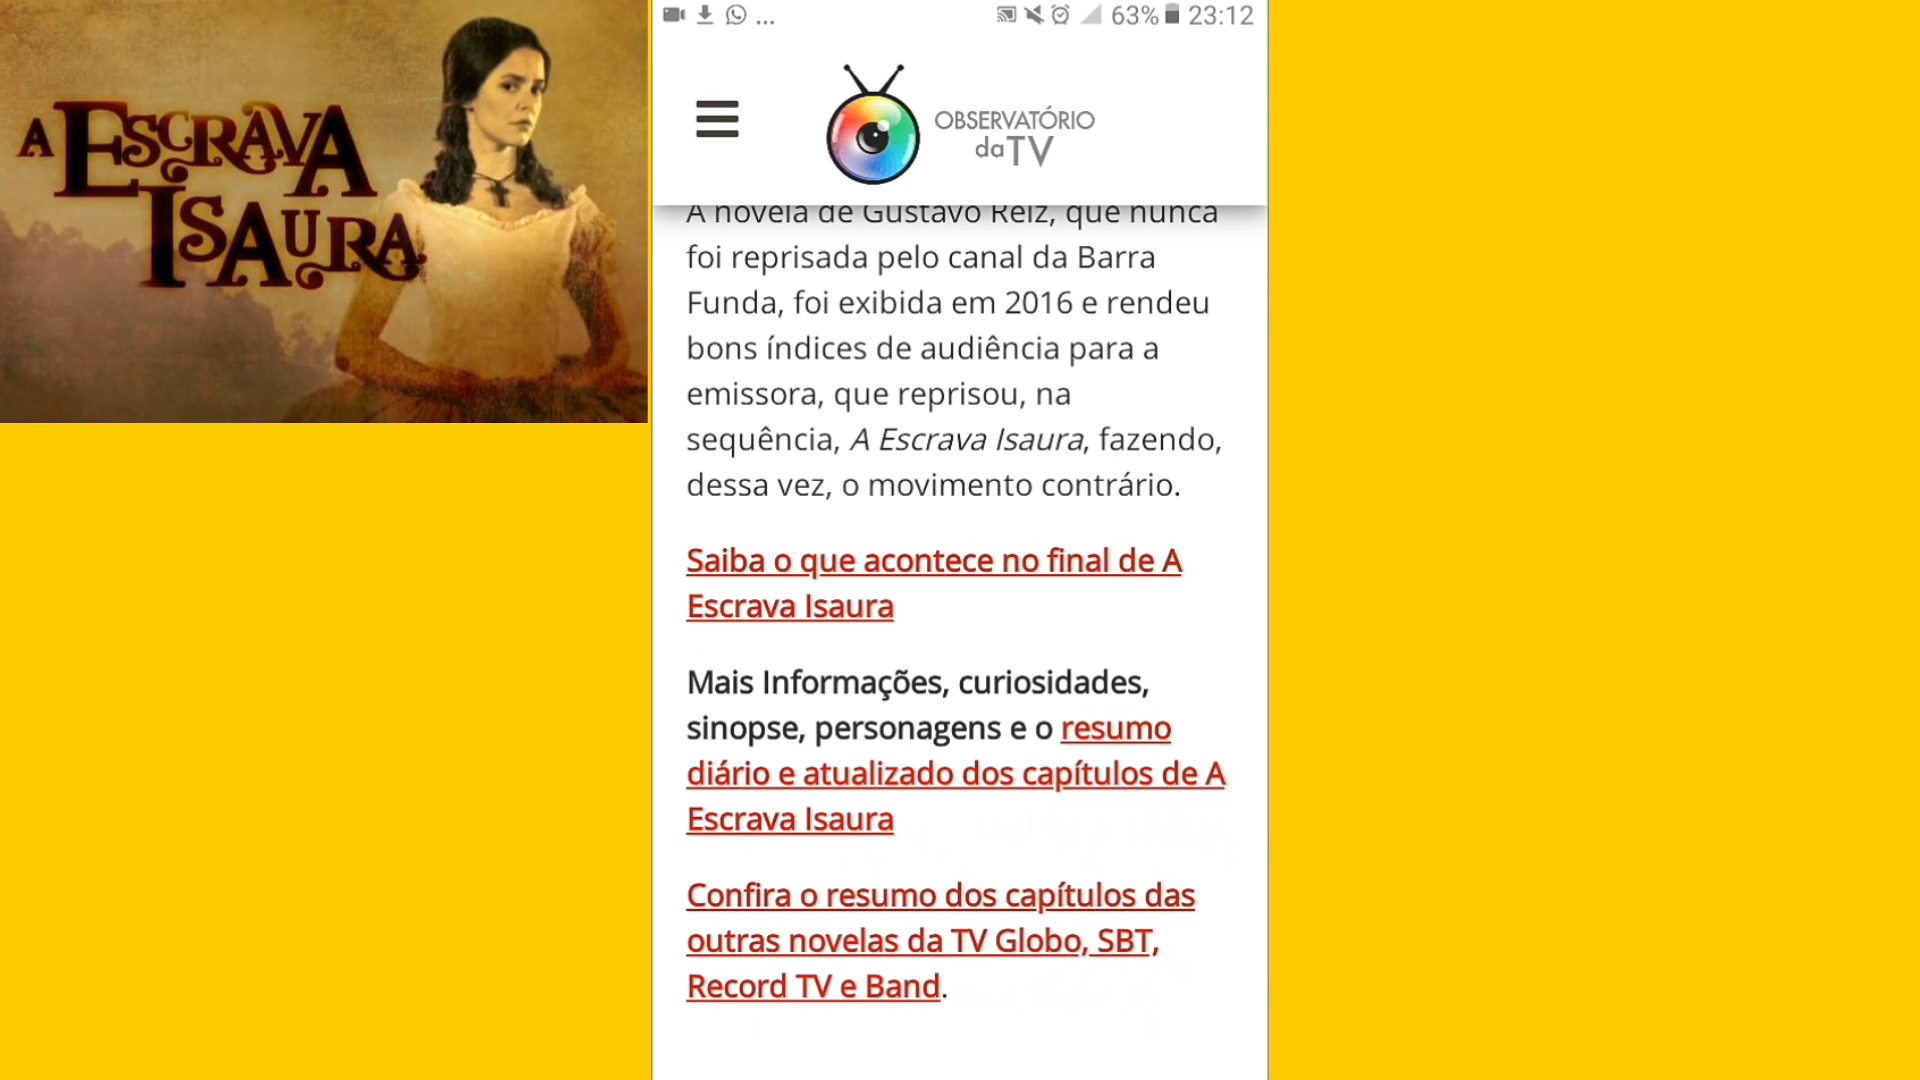 A ESCRAVA
ISAURA
... 63% 23:12
OBSERVATÓRIO
da TV
A novela de Gustavo Reiz, que nunca
foi reprisada pelo canal da Barra
Funda, foi exibida em 2016 e rendeu
bons índices de audiência para a
emissora, que reprisou, na
sequência, A Escrava Isaura, fazendo,
dessa vez, o movimento contrário.
Saiba o que acontece no final de A
Escrava Isaura
Mais Informações, curiosidades,
sinopse, personagens e o resumo
diário e atualizado dos capítulos de A
Escrava Isaura
Confira o resumo dos capítulos das
outras novelas da TV Globo, SBT,
Record TV e Band.